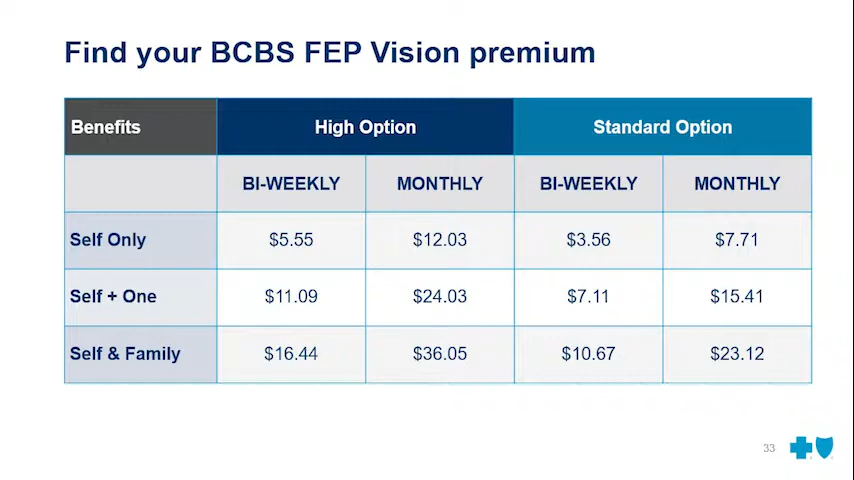 Find your BCBS FEP Vision premium
Benefits High Option Standard Option
BI-WEEKLY MONTHLY BI-WEEKLY MONTHLY
Self Only $5.55 $12.03 $3.56 $7.71
Self + One $11.09 $24.03 $7.11 $15.41
Self & Family $16.44 $36.05 $10.67 $23.12
33